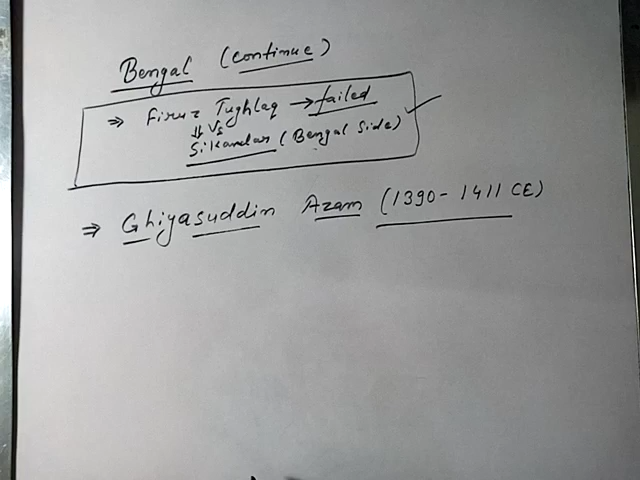 Bengal (Continue)
⇒ Firuz Tughlaq → failed
⇓ Vs
Sikandar (Bengal Side)
⇒ Ghiyasuddin Azam (1390 - 1411 CE)